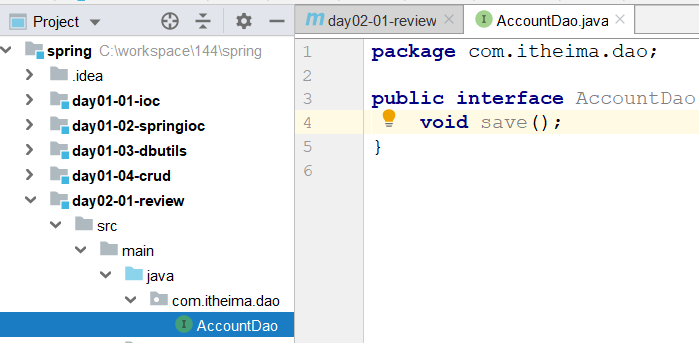 Project
spring C:\workspace\144\spring
.idea
day01-01-ioc
day01-02-springioc
day01-03-dbutils
day01-04-crud
day02-01-review
src
main
java
com.itheima.dao
I AccountDao
m day02-01-review
I AccountDao.java
1 package com.itheima.dao;
2
3 public interface AccountDao
4 void save();
5 }
6